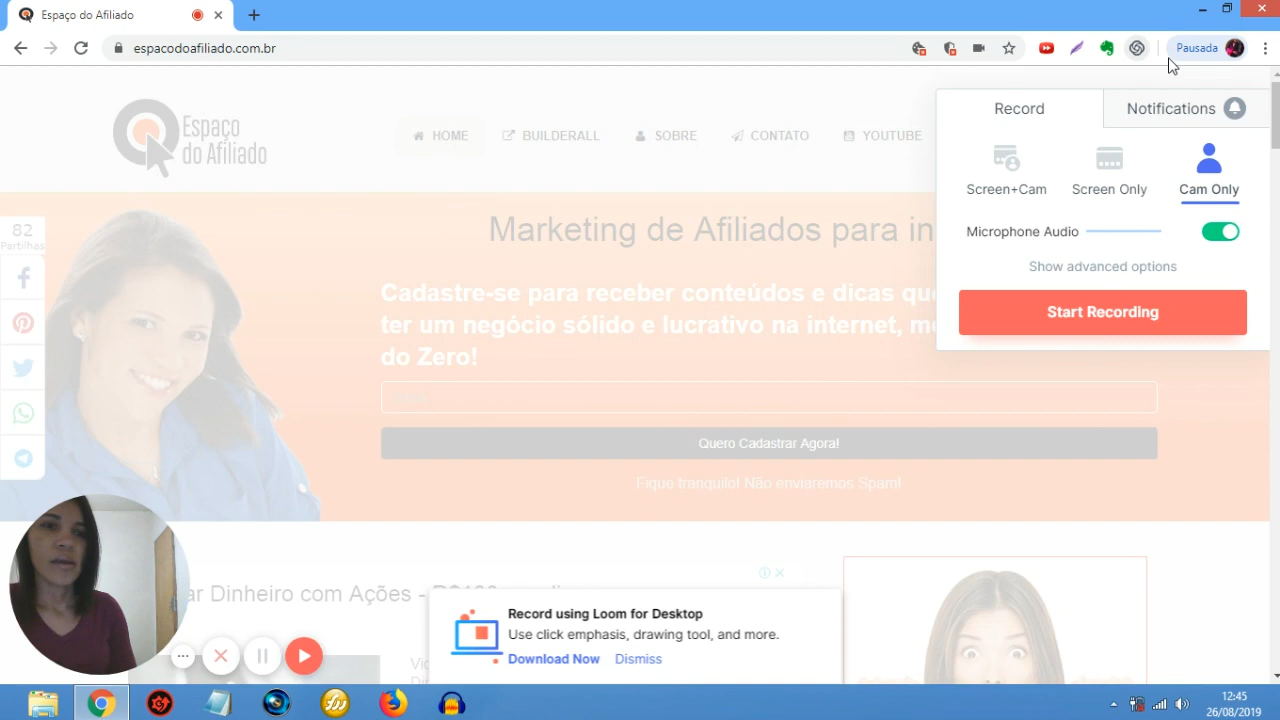 Espaço do Afiliado
espacodoafiliado.com.br
Pausada
Espaço
do Afiliado
HOME
BUILDERALL
SOBRE
CONTATO
YOUTUBE
Record
Notifications
Screen+Cam
Screen Only
Cam Only
Microphone Audio
Show advanced options
Start Recording
82
Partilhas
Marketing de Afiliados para in
Cadastre-se para receber conteúdos e dicas que
ter um negócio sólido e lucrativo na internet, me
do Zero!
Quero Cadastrar Agora!
Fique tranquilo! Não enviaremos Spam!
ar Dinheiro com Ações -
Record using Loom for Desktop
Use click emphasis, drawing tool, and more.
Download Now
Dismiss
12:45
26/08/2019